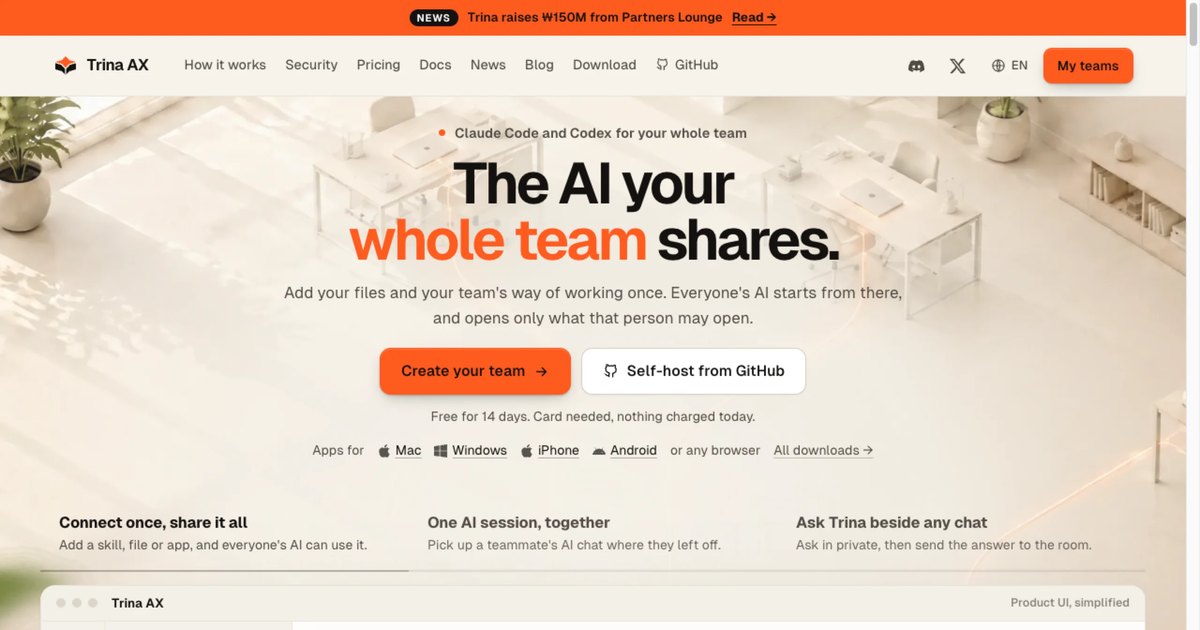 NEWS Trina raises ₩150M from Partners Lounge Read →
Trina AX How it works Security Pricing Docs News Blog Download GitHub EN My teams
Claude Code and Codex for your whole team
The AI your
whole team shares.
Add your files and your team's way of working once. Everyone's AI starts from there,
and opens only what that person may open.
Create your team → Self-host from GitHub
Free for 14 days. Card needed, nothing charged today.
Apps for Mac Windows iPhone Android or any browser All downloads →
Connect once, share it all
Add a skill, file or app, and everyone's AI can use it.
One AI session, together
Pick up a teammate's AI chat where they left off.
Ask Trina beside any chat
Ask in private, then send the answer to the room.
Trina AX Product UI, simplified